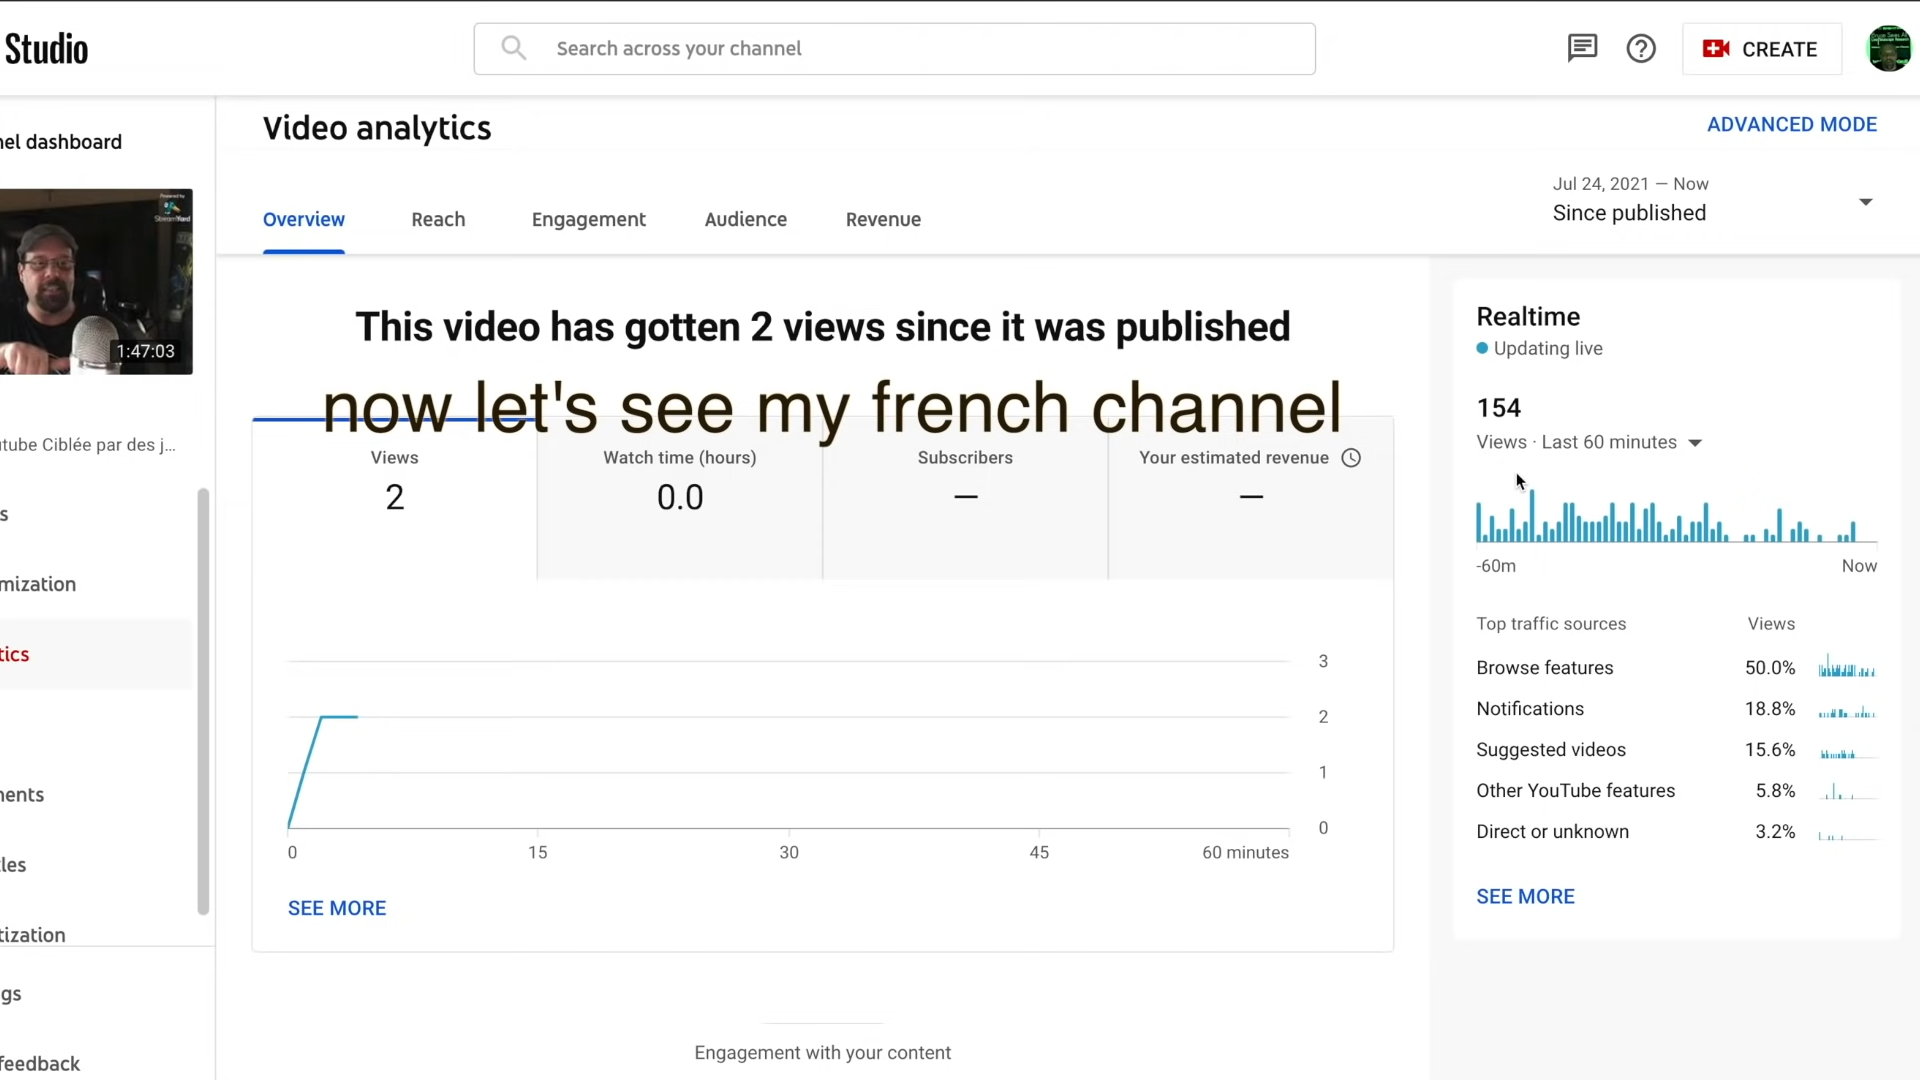 Studio
Search across your channel
CREATE
nel dashboard
Video analytics
ADVANCED MODE
Jul 24, 2021 – Now
Since published
Overview
Reach
Engagement
Audience
Revenue
1:47:03
utube Ciblée par des j...
s
mization
tics
nents
tles
tization
gs
feedback
This video has gotten 2 views since it was published
now let's see my french channel
Views
2
Watch time (hours)
0.0
Subscribers
—
Your estimated revenue
—
3
2
1
0
0
15
30
45
60 minutes
SEE MORE
Engagement with your content
Realtime
Updating live
154
Views · Last 60 minutes
-60m
Now
Top traffic sources
Views
Browse features
50.0%
Notifications
18.8%
Suggested videos
15.6%
Other YouTube features
5.8%
Direct or unknown
3.2%
SEE MORE
Powered by
StreamYard